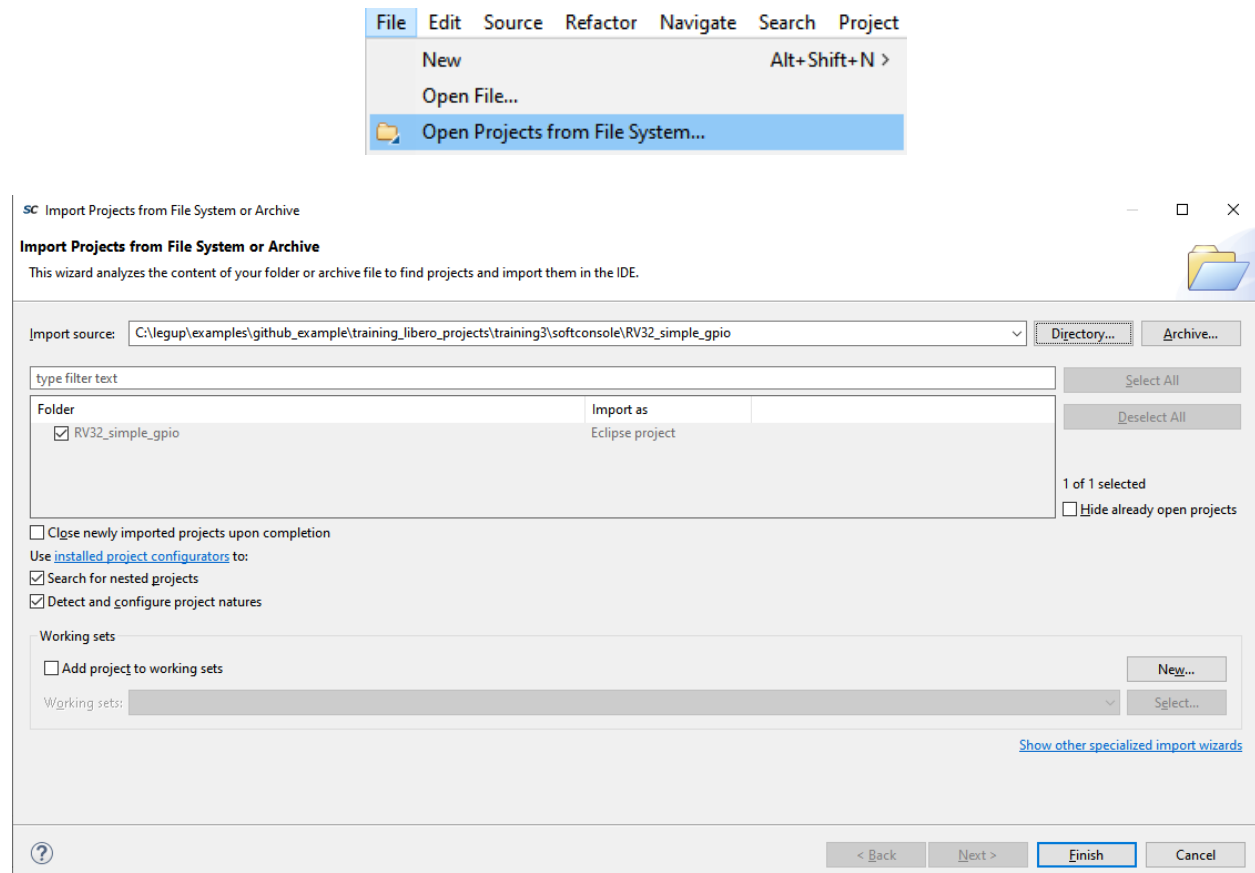 File Edit Source Refactor Navigate Search Project
New Alt+Shift+N >
Open File...
Open Projects from File System...
SC Import Projects from File System or Archive
Import Projects from File System or Archive
This wizard analyzes the content of your folder or archive file to find projects and import them in the IDE.
Import source: C:\legup\examples\github_example\training_libero_projects\training3\softconsole\RV32_simple_gpio Directory... Archive...
type filter text Select All
Folder Import as Deselect All
RV32_simple_gpio Eclipse project
1 of 1 selected
Hide already open projects
Close newly imported projects upon completion
Use installed project configurators to:
Search for nested projects
Detect and configure project natures
Working sets
Add project to working sets New...
Working sets: Select...
Show other specialized import wizards
? < Back Next > Finish Cancel